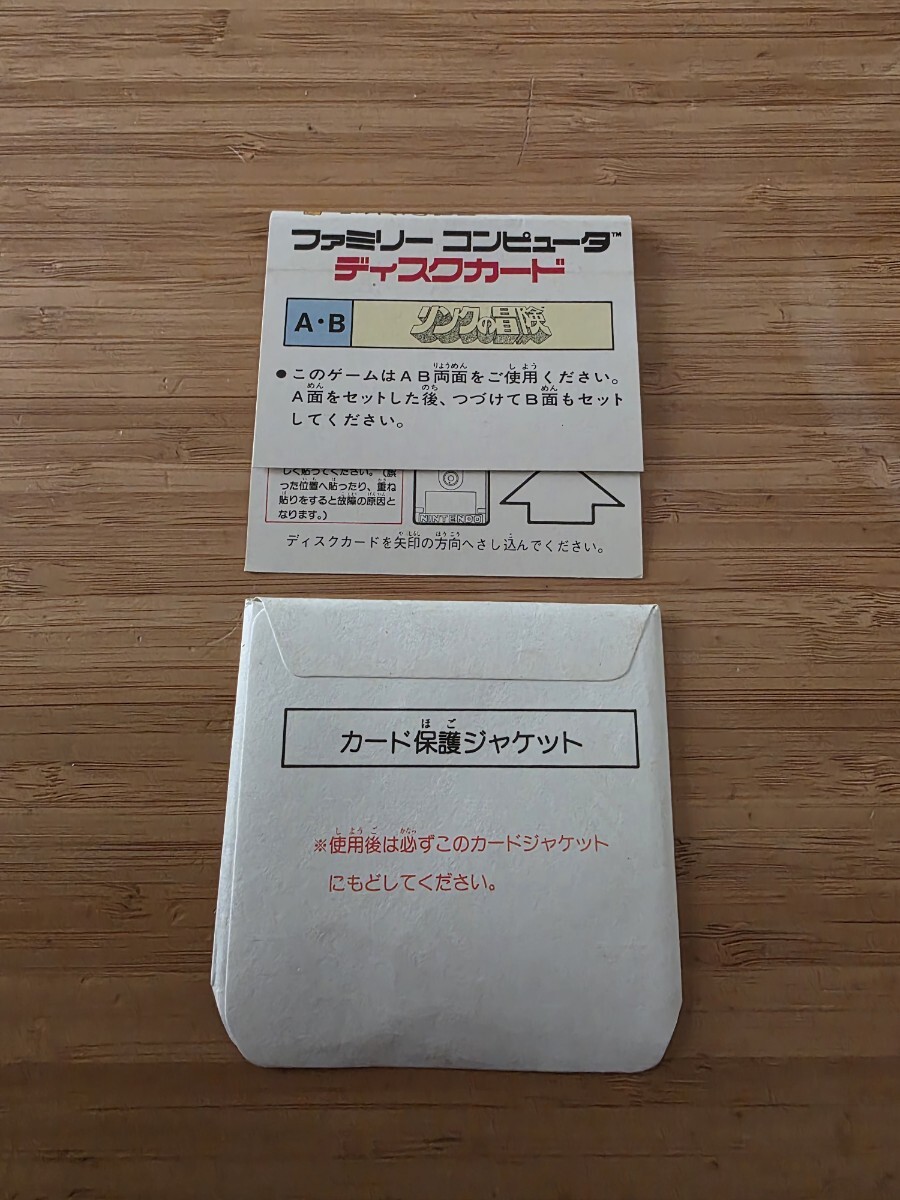 ファミリー コンピュータ™
ディスクカード
A・B リンクの冒険
●このゲームはAB両面をご使用ください。
A面をセットした後、つづけてB面もセット
してください。
しく貼ってください。(誤
った位置へ貼ったり、重ね
貼りをすると故障の原因と
なります。)
NINTENDO
ディスクカードを矢印の方向へさし込んでください。
カード保護ジャケット
※使用後は必ずこのカードジャケット
にもどしてください。